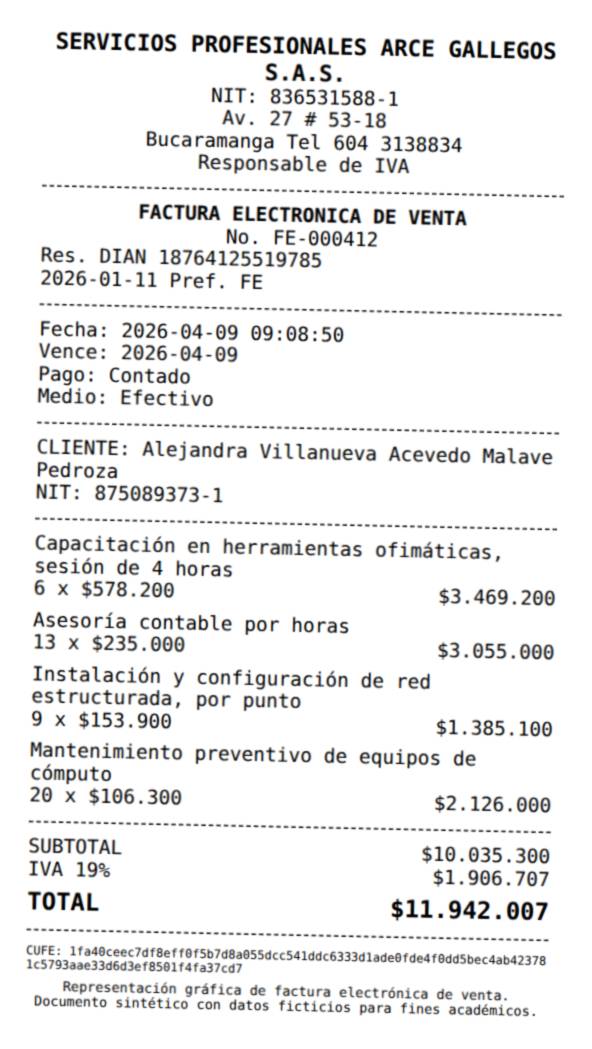 SERVICIOS PROFESIONALES ARCE GALLEGOS
S.A.S.
NIT: 836531588-1
Av. 27 # 53-18
Bucaramanga Tel 604 3138834
Responsable de IVA
FACTURA ELECTRONICA DE VENTA
No. FE-000412
Res. DIAN 18764125519785
2026-01-11 Pref. FE
Fecha: 2026-04-09 09:08:50
Vence: 2026-04-09
Pago: Contado
Medio: Efectivo
CLIENTE: Alejandra Villanueva Acevedo Malave
Pedroza
NIT: 875089373-1
Capacitación en herramientas ofimáticas,
sesión de 4 horas
6 x $578.200 $3.469.200
Asesoría contable por horas
13 x $235.000 $3.055.000
Instalación y configuración de red
estructurada, por punto
9 x $153.900 $1.385.100
Mantenimiento preventivo de equipos de
cómputo
20 x $106.300 $2.126.000
SUBTOTAL $10.035.300
IVA 19% $1.906.707
TOTAL $11.942.007
CUFE: 1fa40ceec7df8eff0f5b7d8a055dcc541ddc6333d1ade0fde4f0dd5bec4ab42378
1c5793aae33d6d3ef8501f4fa37cd7
Representación gráfica de factura electrónica de venta.
Documento sintético con datos ficticios para fines académicos.